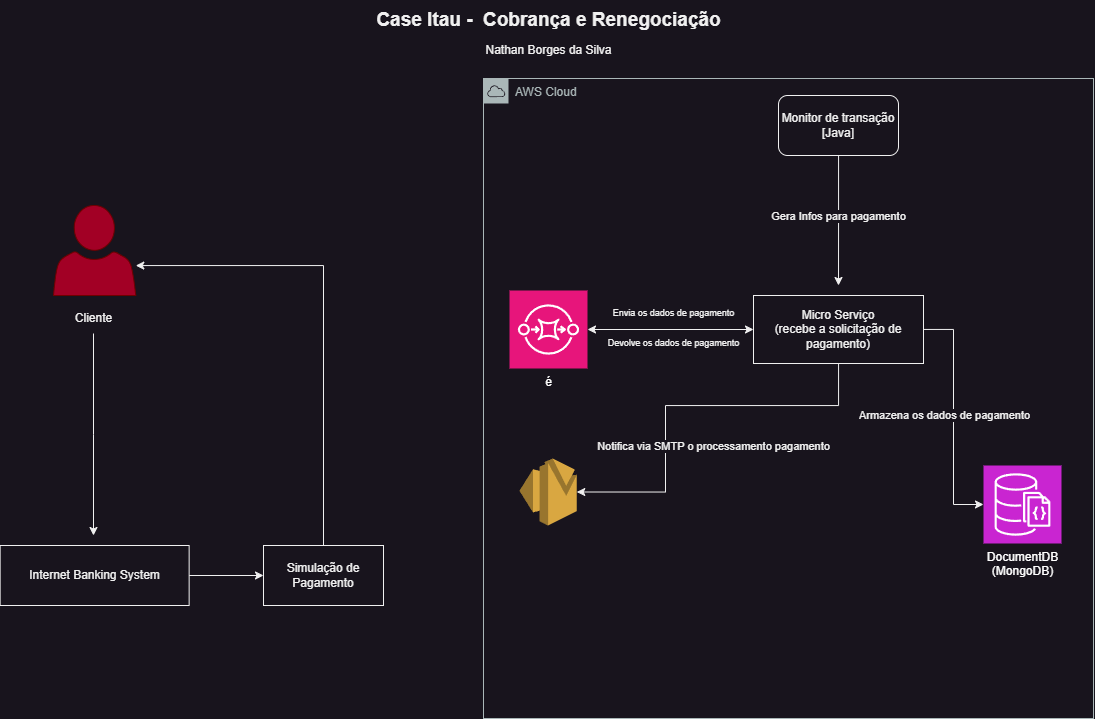 Case Itau - Cobrança e Renegociação
Nathan Borges da Silva
AWS Cloud
Monitor de transação
[Java]
Gera Infos para pagamento
Envia os dados de pagamento
Devolve os dados de pagamento
Micro Serviço
(recebe a solicitação de
pagamento)
é
Cliente
Armazena os dados de pagamento
Notifica via SMTP o processamento pagamento
DocumentDB
(MongoDB)
Internet Banking System
Simulação de
Pagamento